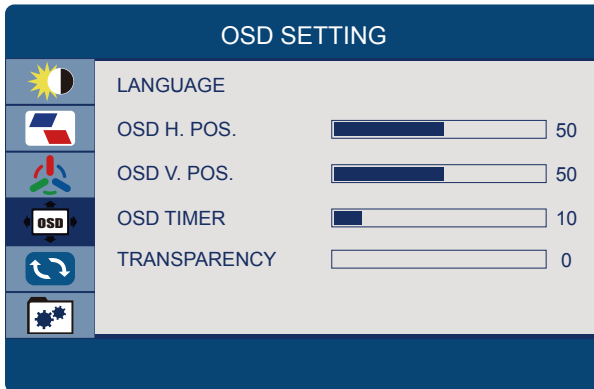 OSD SETTING
LANGUAGE
OSD H. POS. 50
OSD V. POS. 50
OSD
OSD TIMER 10
TRANSPARENCY 0